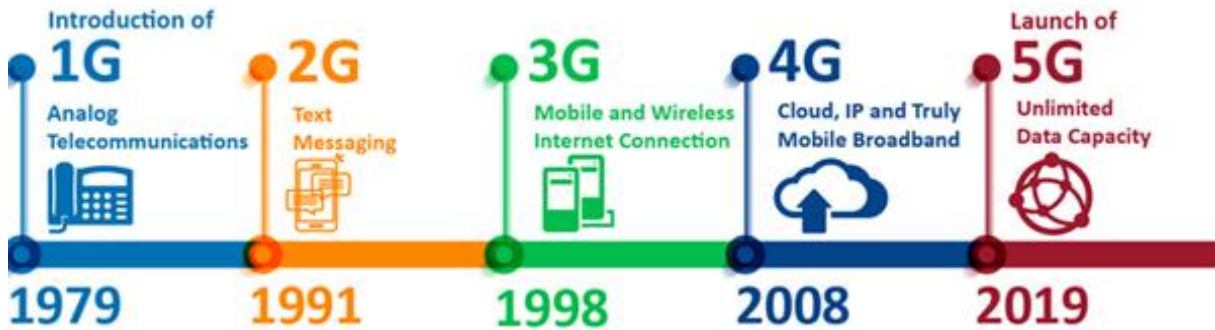 Introduction of
1G
Analog
Telecommunications
1979
2G
Text
Messaging
1991
3G
Mobile and Wireless
Internet Connection
1998
4G
Cloud, IP and Truly
Mobile Broadband
2008
Launch of
5G
Unlimited
Data Capacity
2019